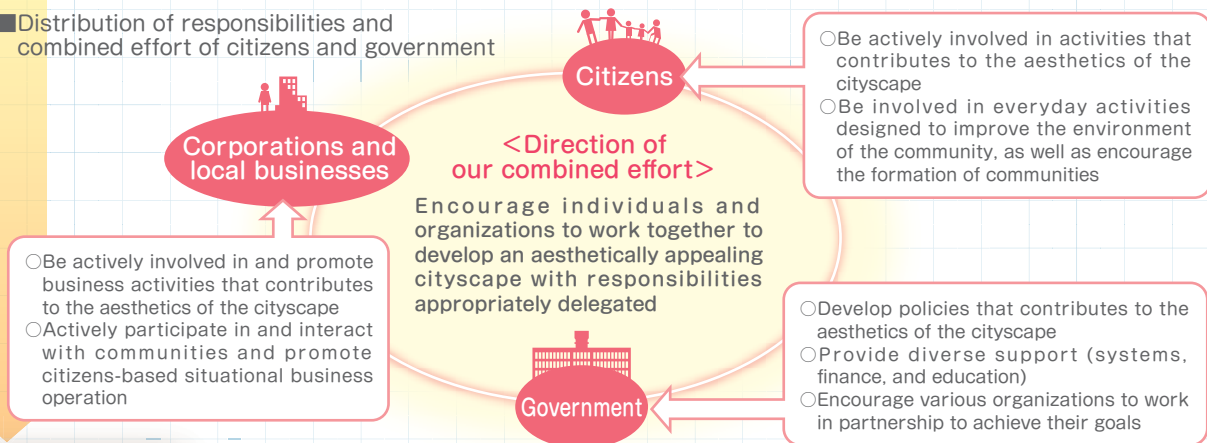 ■Distribution of responsibilities and
combined effort of citizens and government
Citizens
○Be actively involved in activities that
contributes to the aesthetics of the
cityscape
○Be involved in everyday activities
designed to improve the environment
of the community, as well as encourage
the formation of communities
Corporations and
local businesses
<Direction of
our combined effort>
Encourage individuals and
organizations to work together to
develop an aesthetically appealing
cityscape with responsibilities
appropriately delegated
○Be actively involved in and promote
business activities that contributes
to the aesthetics of the cityscape
○Actively participate in and interact
with communities and promote
citizens-based situational business
operation
Government
○Develop policies that contributes to the
aesthetics of the cityscape
○Provide diverse support (systems,
finance, and education)
○Encourage various organizations to work
in partnership to achieve their goals